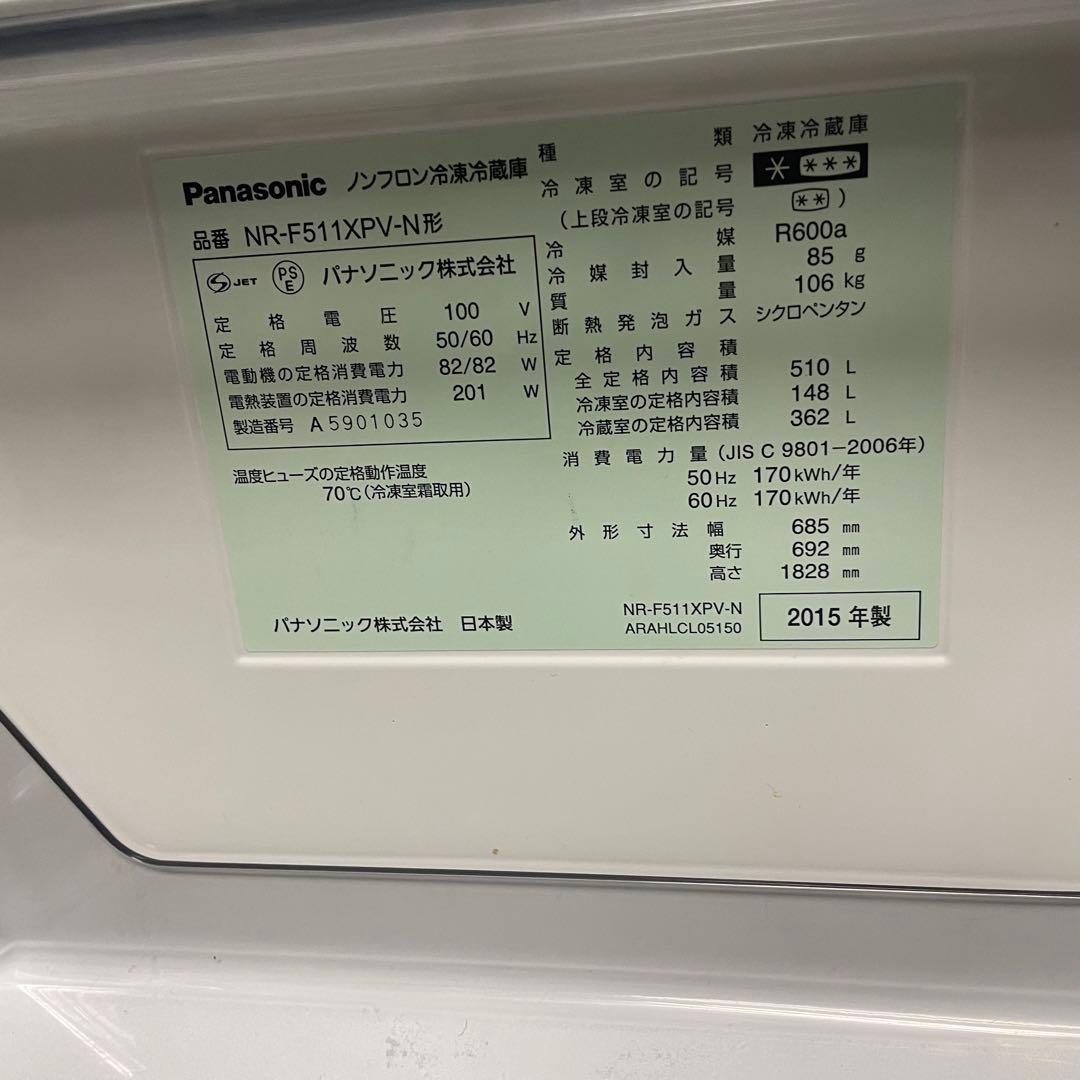 Panasonic ノンフロン冷凍冷蔵庫
品番 NR-F511XPV-N形
S JET PSE パナソニック株式会社
定格電圧 100 V
定格周波数 50/60 Hz
電動機の定格消費電力 82/82 W
電熱装置の定格消費電力 201 W
製造番号 A5901035
温度ヒューズの定格動作温度
70℃(冷凍室霜取用)
パナソニック株式会社 日本製
種類 冷凍冷蔵庫
冷凍室の記号 * ***
(上段冷凍室の記号 ** )
冷媒 R600a
冷媒封入量 85 g
質量 106 kg
断熱発泡ガス シクロペンタン
定格内容積
全定格内容積 510 L
冷凍室の定格内容積 148 L
冷蔵室の定格内容積 362 L
消費電力量(JIS C 9801−2006年)
50Hz 170kWh/年
60Hz 170kWh/年
外形寸法幅 685 mm
奥行 692 mm
高さ 1828 mm
NR-F511XPV-N
ARAHLCL05150
2015年製